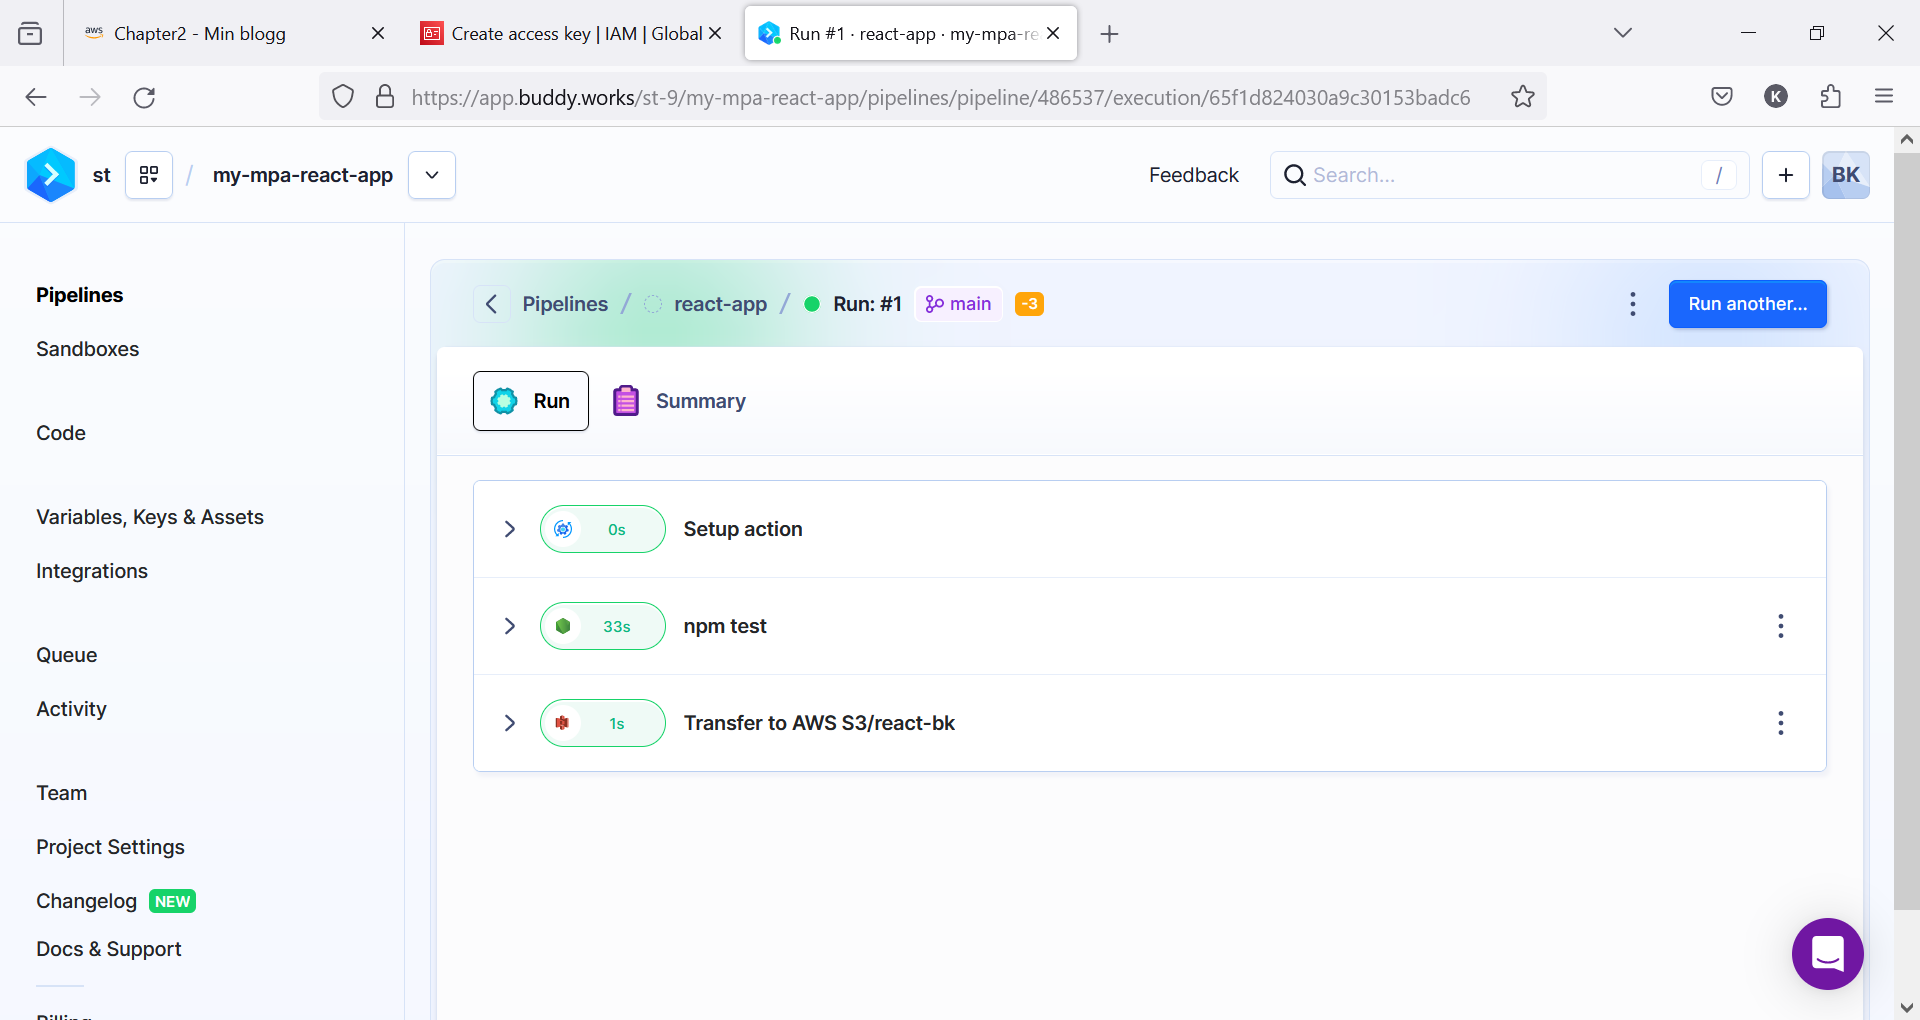 aws Chapter2 - Min blogg
Create access key | IAM | Global
Run #1 · react-app · my-mpa-re
https://app.buddy.works/st-9/my-mpa-react-app/pipelines/pipeline/486537/execution/65f1d824030a9c30153badc6
K
st / my-mpa-react-app
Feedback
Search... /
+
BK
Pipelines
Sandboxes
Code
Variables, Keys & Assets
Integrations
Queue
Activity
Team
Project Settings
Changelog NEW
Docs & Support
Billing
Pipelines / react-app / Run: #1 main -3
Run another...
Run Summary
0s Setup action
33s npm test
1s Transfer to AWS S3/react-bk